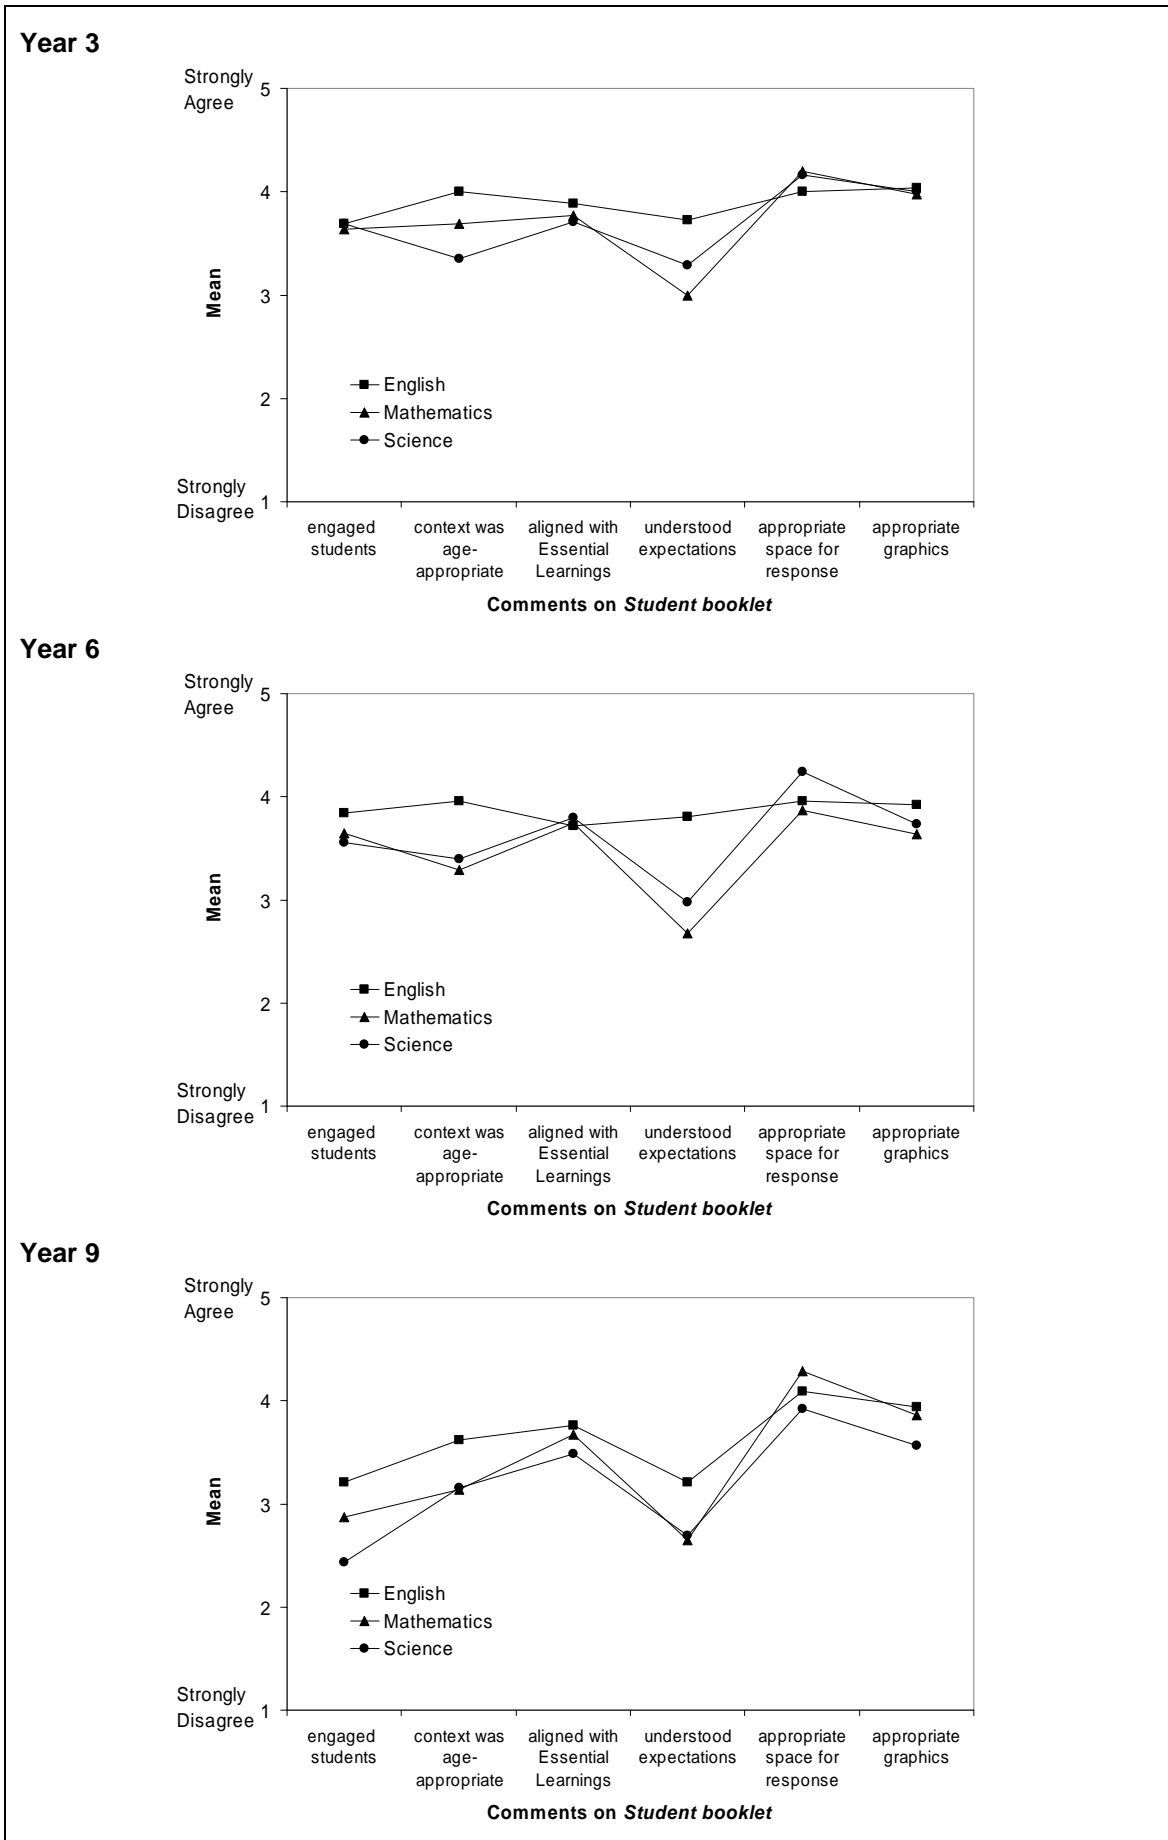 Year 3
Strongly
Agree
5
4
3
2
1
Mean
English
Mathematics
Science
Strongly
Disagree
engaged context was aligned with understood appropriate appropriate
students age- Essential expectations space for graphics
appropriate Learnings response
Comments on Student booklet
Year 6
Strongly
Agree
5
4
3
2
1
Mean
English
Mathematics
Science
Strongly
Disagree
engaged context was aligned with understood appropriate appropriate
students age- Essential expectations space for graphics
appropriate Learnings response
Comments on Student booklet
Year 9
Strongly
Agree
5
4
3
2
1
Mean
English
Mathematics
Science
Strongly
Disagree
engaged context was aligned with understood appropriate appropriate
students age- Essential expectations space for graphics
appropriate Learnings response
Comments on Student booklet